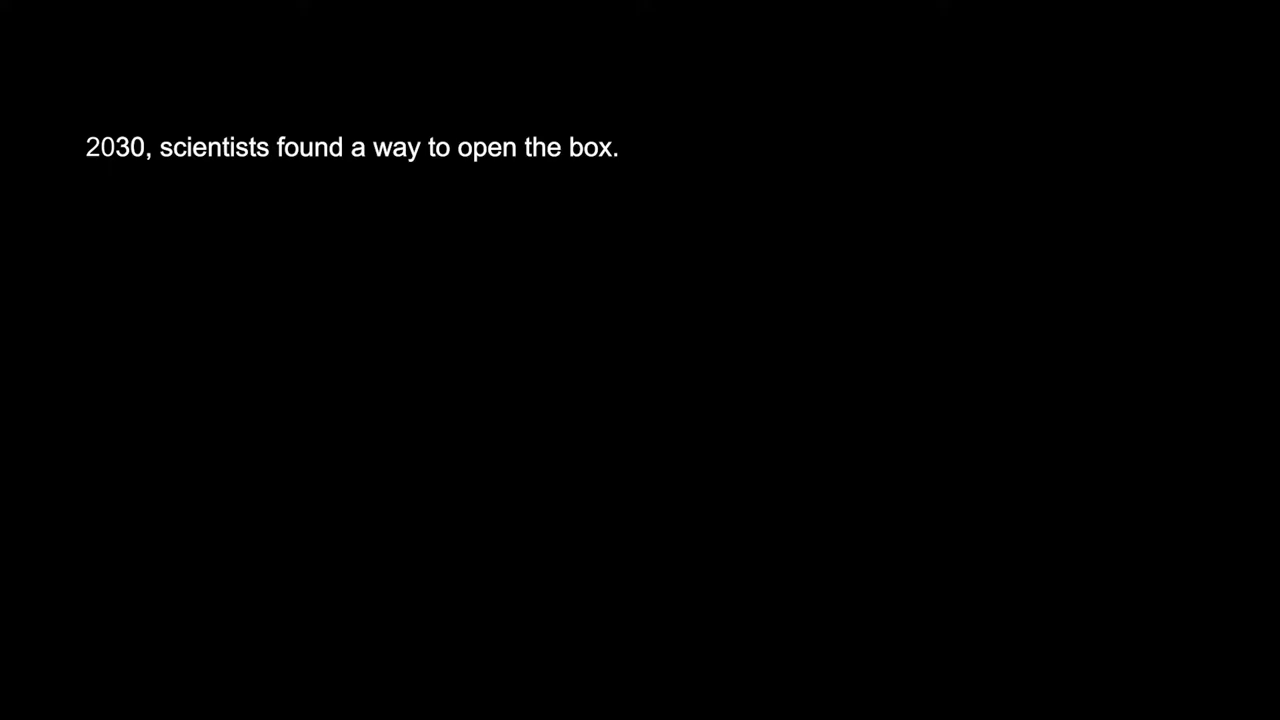 2030, scientists found a way to open the box.